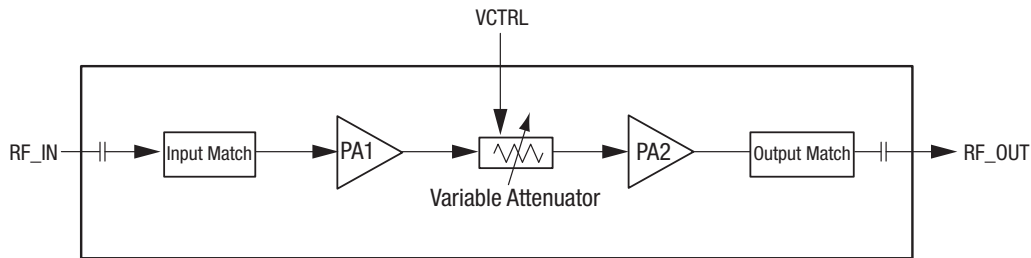 VCTRL
RF_IN
Input Match
PA1
PA2
Output Match
RF_OUT
Variable Attenuator